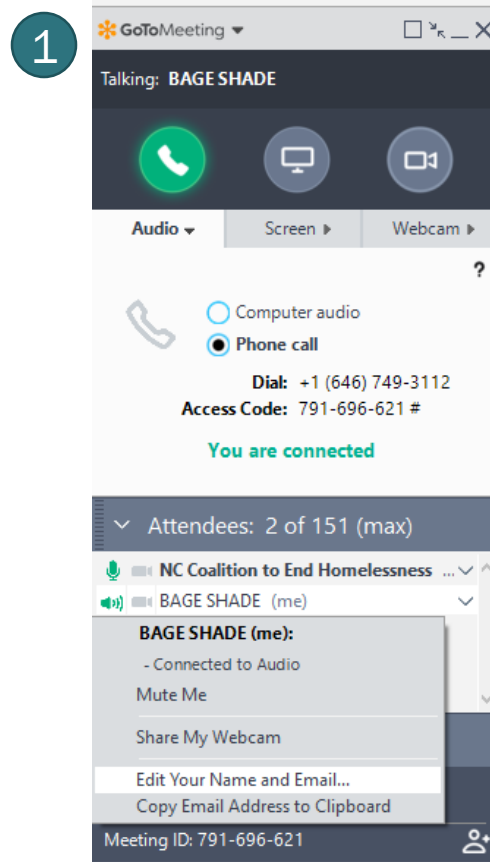 1
GoToMeeting
Talking: BAGE SHADE
Audio Screen Webcam
?
Computer audio
Phone call
Dial: +1 (646) 749-3112
Access Code: 791-696-621 #
You are connected
Attendees: 2 of 151 (max)
NC Coalition to End Homelessness ...
BAGE SHADE (me)
BAGE SHADE (me):
- Connected to Audio
Mute Me
Share My Webcam
Edit Your Name and Email...
Copy Email Address to Clipboard
Meeting ID: 791-696-621